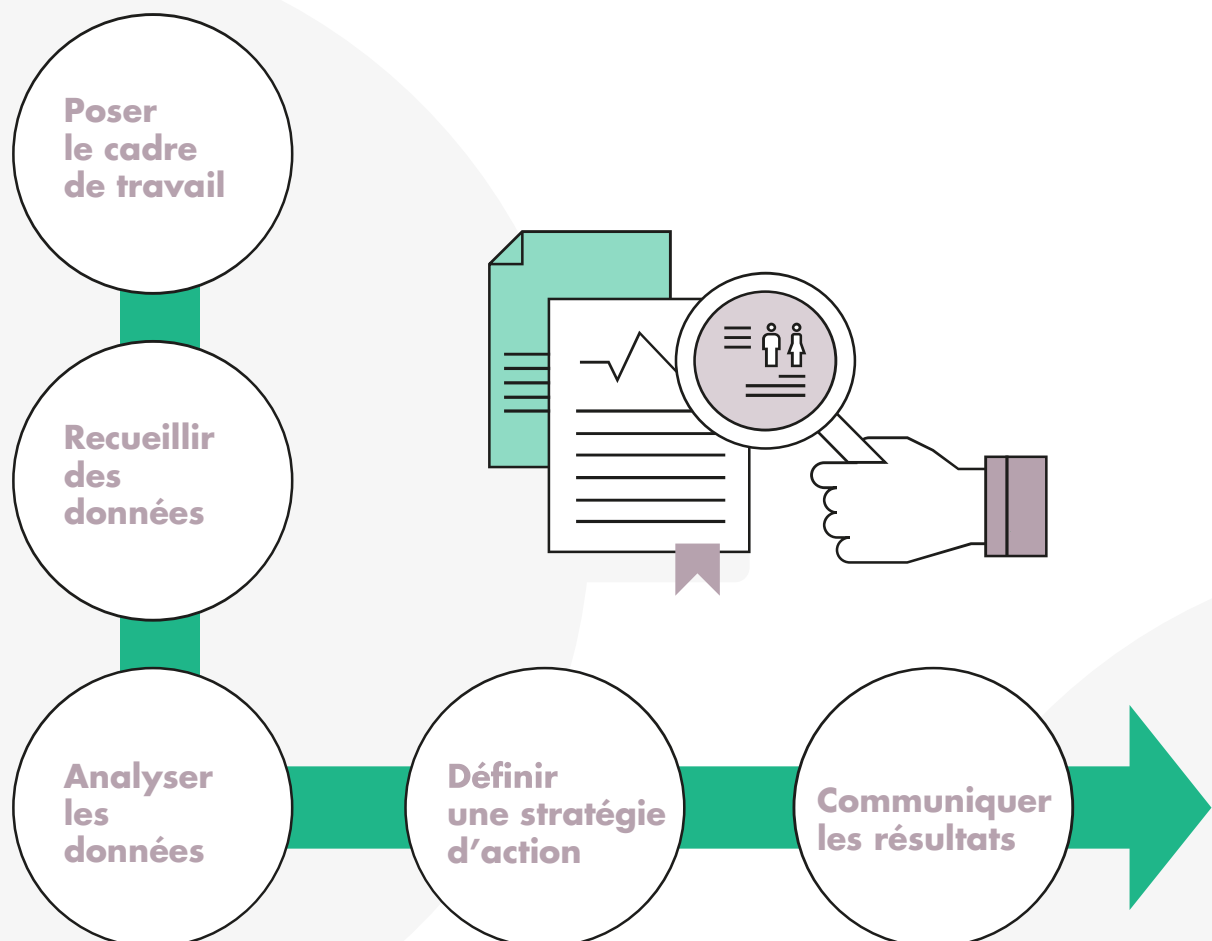 Poser
le cadre
de travail
Recueillir
des
données
Analyser
les
données
Définir
une stratégie
d’action
Communiquer
les résultats